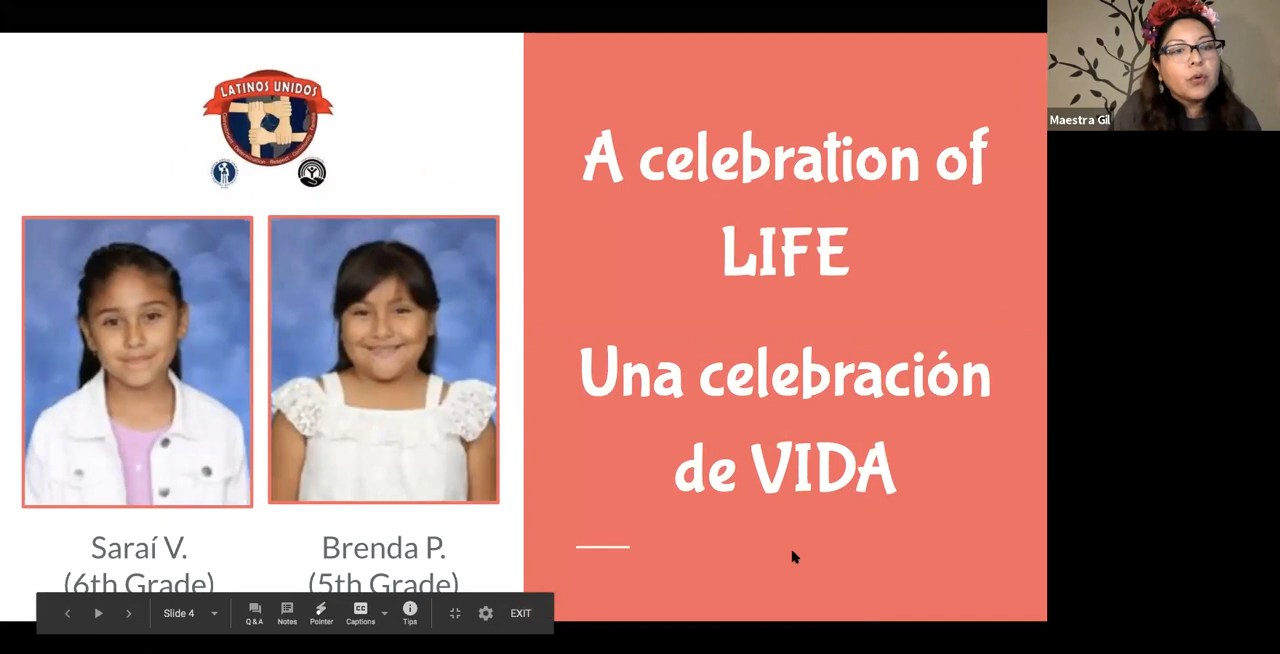 LATINOS UNIDOS
Saraí V.
(6th Grade)
Brenda P.
(5th Grade)
A celebration of
LIFE
Una celebración
de VIDA
Maestra Gil
Slide 4
Q & A
Notes
Pointer
Captions
Tips
EXIT